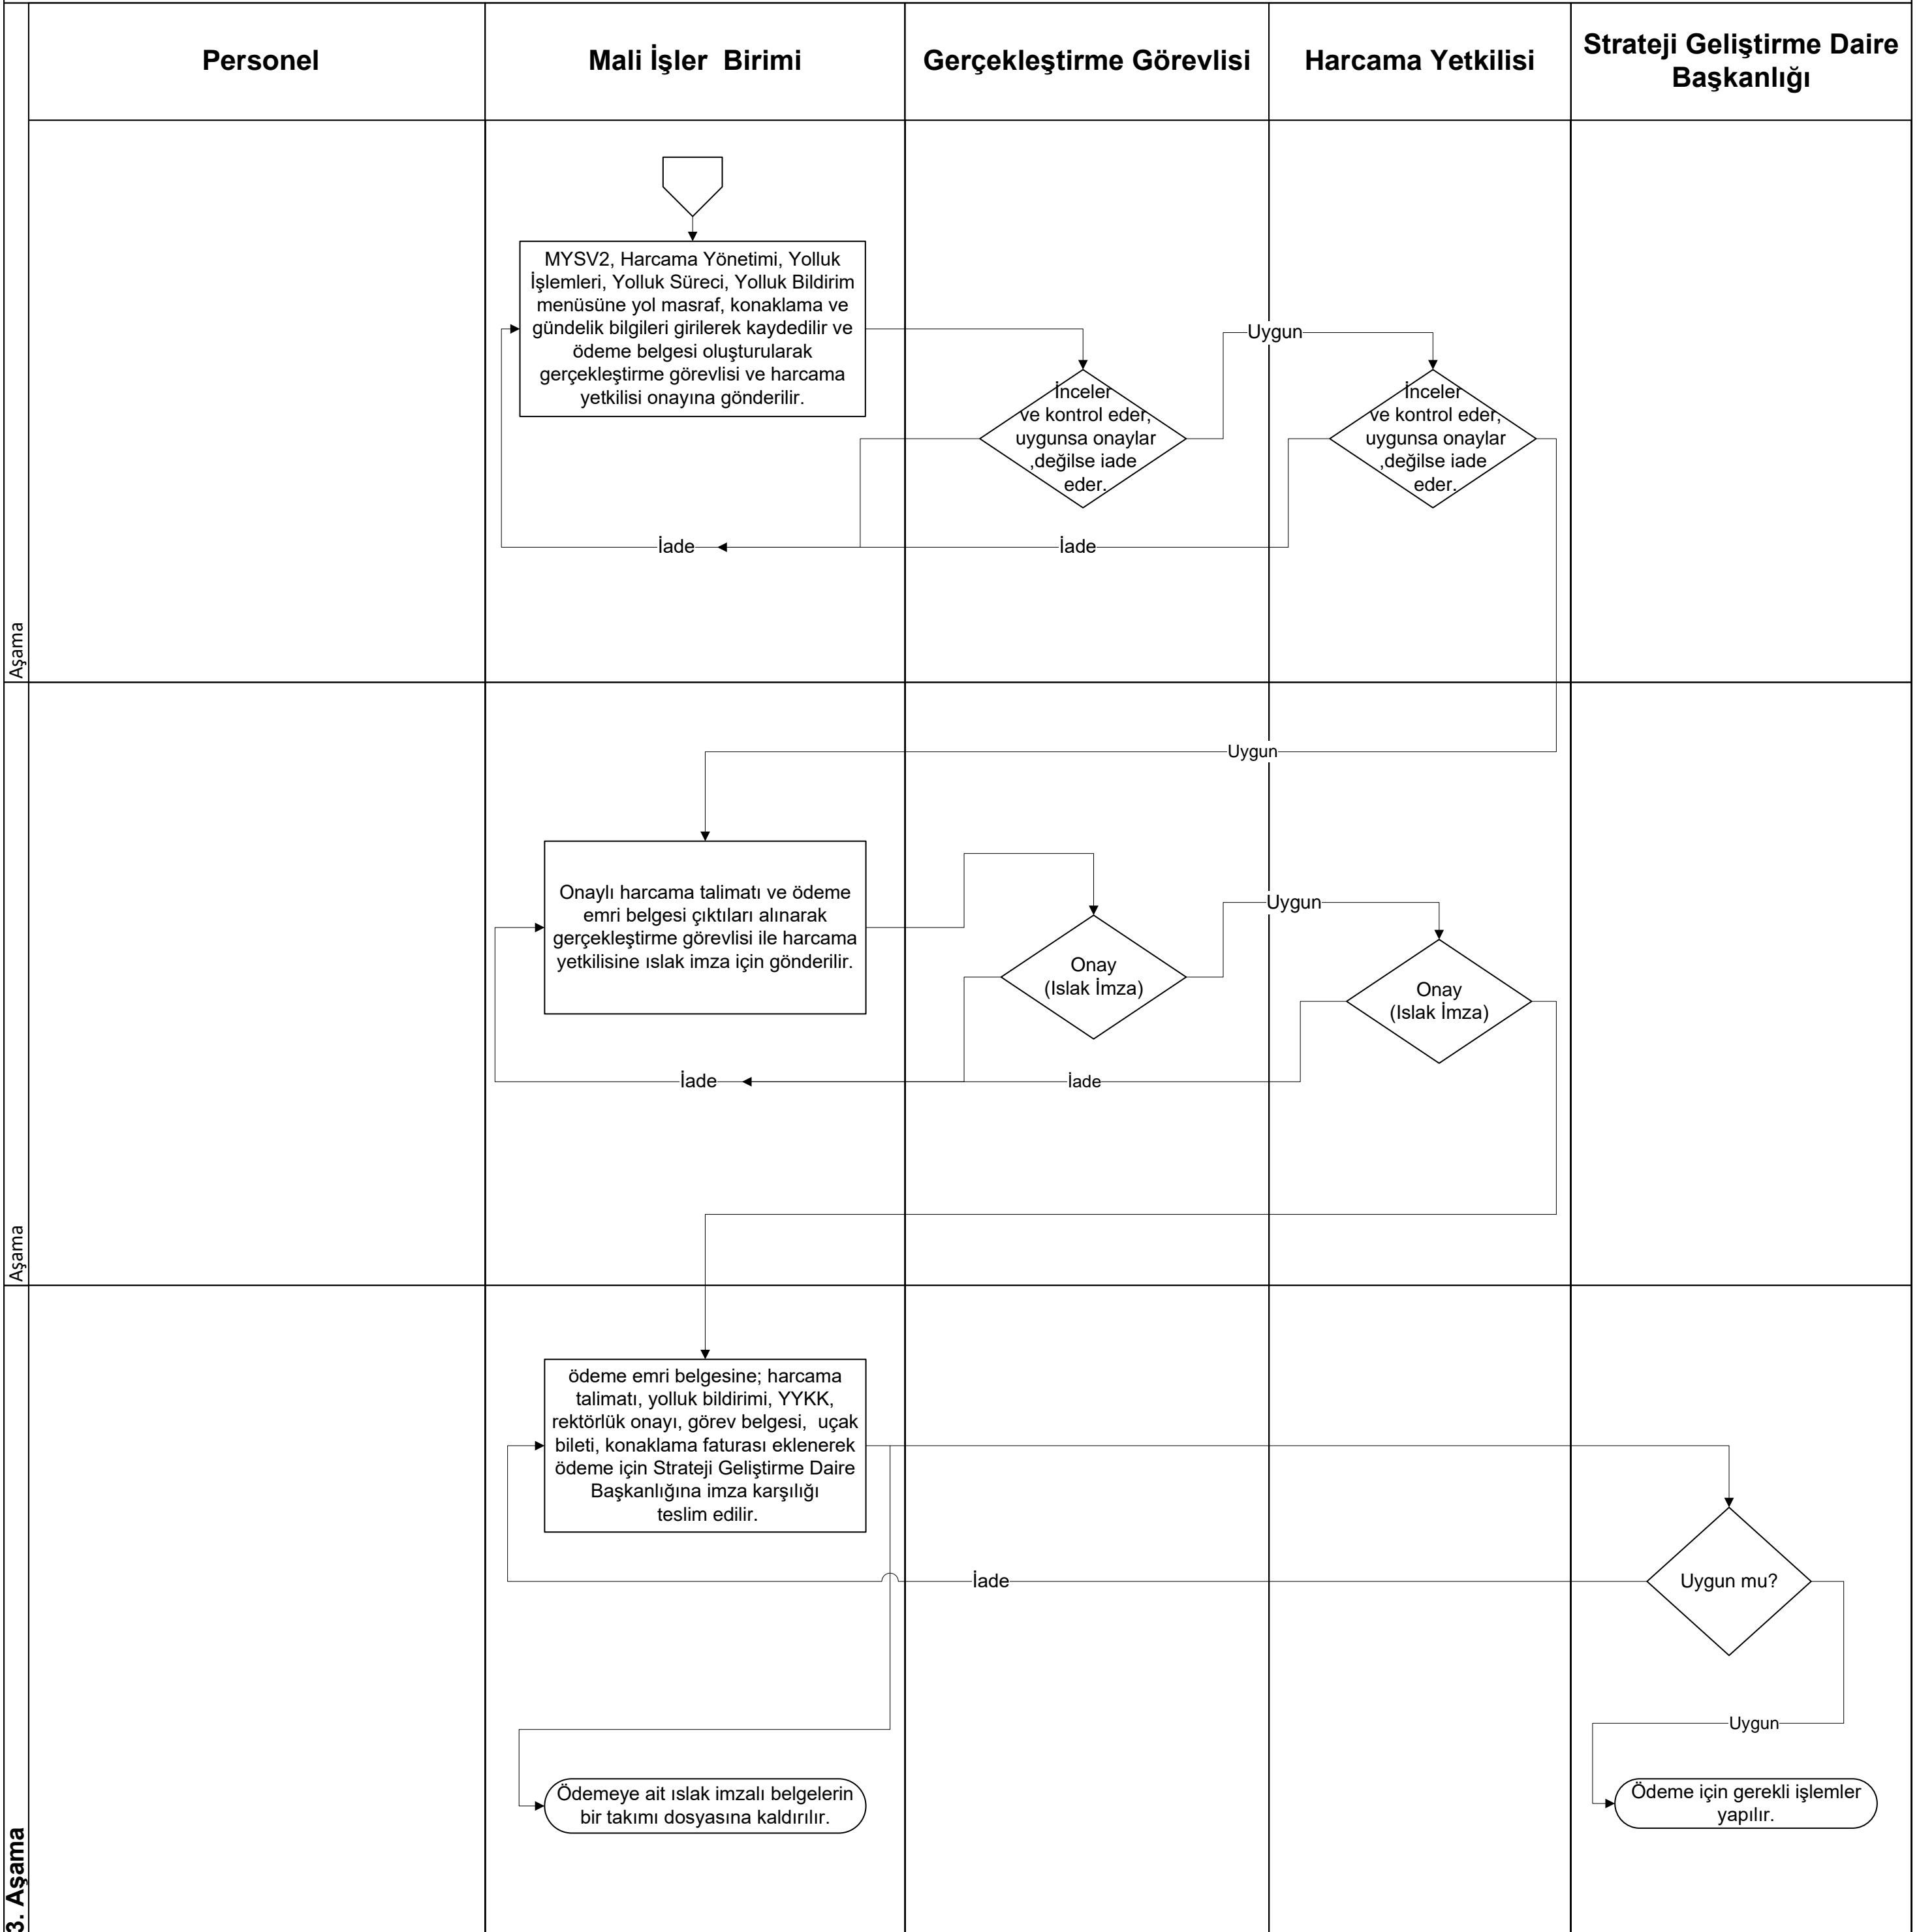 Personel
Mali İşler Birimi
Gerçekleştirme Görevlisi
Harcama Yetkilisi
Strateji Geliştirme Daire
Başkanlığı
MYSV2, Harcama Yönetimi, Yolluk
İşlemleri, Yolluk Süreci, Yolluk Bildirim
menüsüne yol masraf, konaklama ve
gündelik bilgileri girilerek kaydedilir ve
ödeme belgesi oluşturularak
gerçekleştirme görevlisi ve harcama
yetkilisi onayına gönderilir.
Uygun
İnceler
ve kontrol eder,
uygunsa onaylar
,değilse iade
eder.
İnceler
ve kontrol eder,
uygunsa onaylar
,değilse iade
eder.
İade
İade
Aşama
Uygun
Onaylı harcama talimatı ve ödeme
emri belgesi çıktıları alınarak
gerçekleştirme görevlisi ile harcama
yetkilisine ıslak imza için gönderilir.
Uygun
Onay
(Islak İmza)
Onay
(Islak İmza)
İade
İade
Aşama
ödeme emri belgesine; harcama
talimatı, yolluk bildirimi, YYKK,
rektörlük onayı, görev belgesi, uçak
bileti, konaklama faturası eklenerek
ödeme için Strateji Geliştirme Daire
Başkanlığına imza karşılığı
teslim edilir.
İade
Uygun mu?
Uygun
Ödemeye ait ıslak imzalı belgelerin
bir takımı dosyasına kaldırılır.
Ödeme için gerekli işlemler
yapılır.
3. Aşama